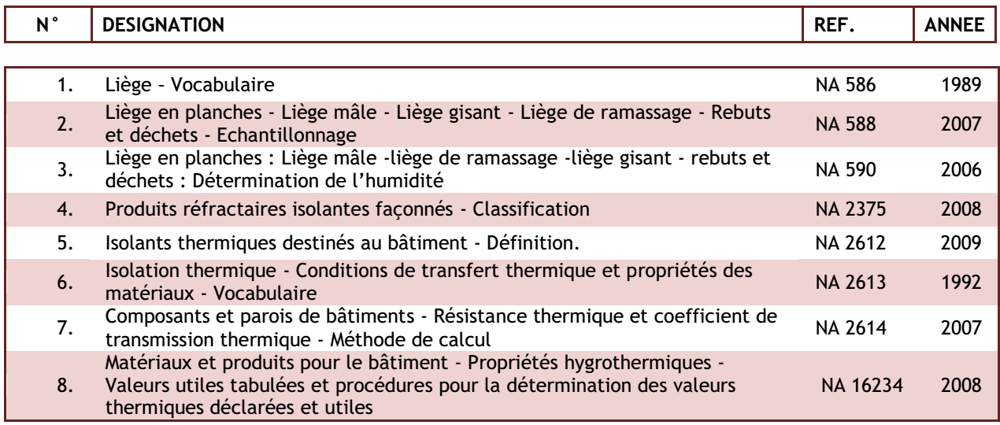 N° DESIGNATION REF. ANNEE
1. Liège – Vocabulaire NA 586 1989
2. Liège en planches - Liège mâle - Liège gisant - Liège de ramassage - Rebuts
et déchets - Echantillonnage NA 588 2007
3. Liège en planches : Liège mâle -liège de ramassage -liège gisant - rebuts et
déchets : Détermination de l’humidité NA 590 2006
4. Produits réfractaires isolantes façonnés - Classification NA 2375 2008
5. Isolants thermiques destinés au bâtiment - Définition. NA 2612 2009
6. Isolation thermique - Conditions de transfert thermique et propriétés des
matériaux - Vocabulaire NA 2613 1992
7. Composants et parois de bâtiments - Résistance thermique et coefficient de
transmission thermique - Méthode de calcul NA 2614 2007
Matériaux et produits pour le bâtiment - Propriétés hygrothermiques -
8. Valeurs utiles tabulées et procédures pour la détermination des valeurs NA 16234 2008
thermiques déclarées et utiles